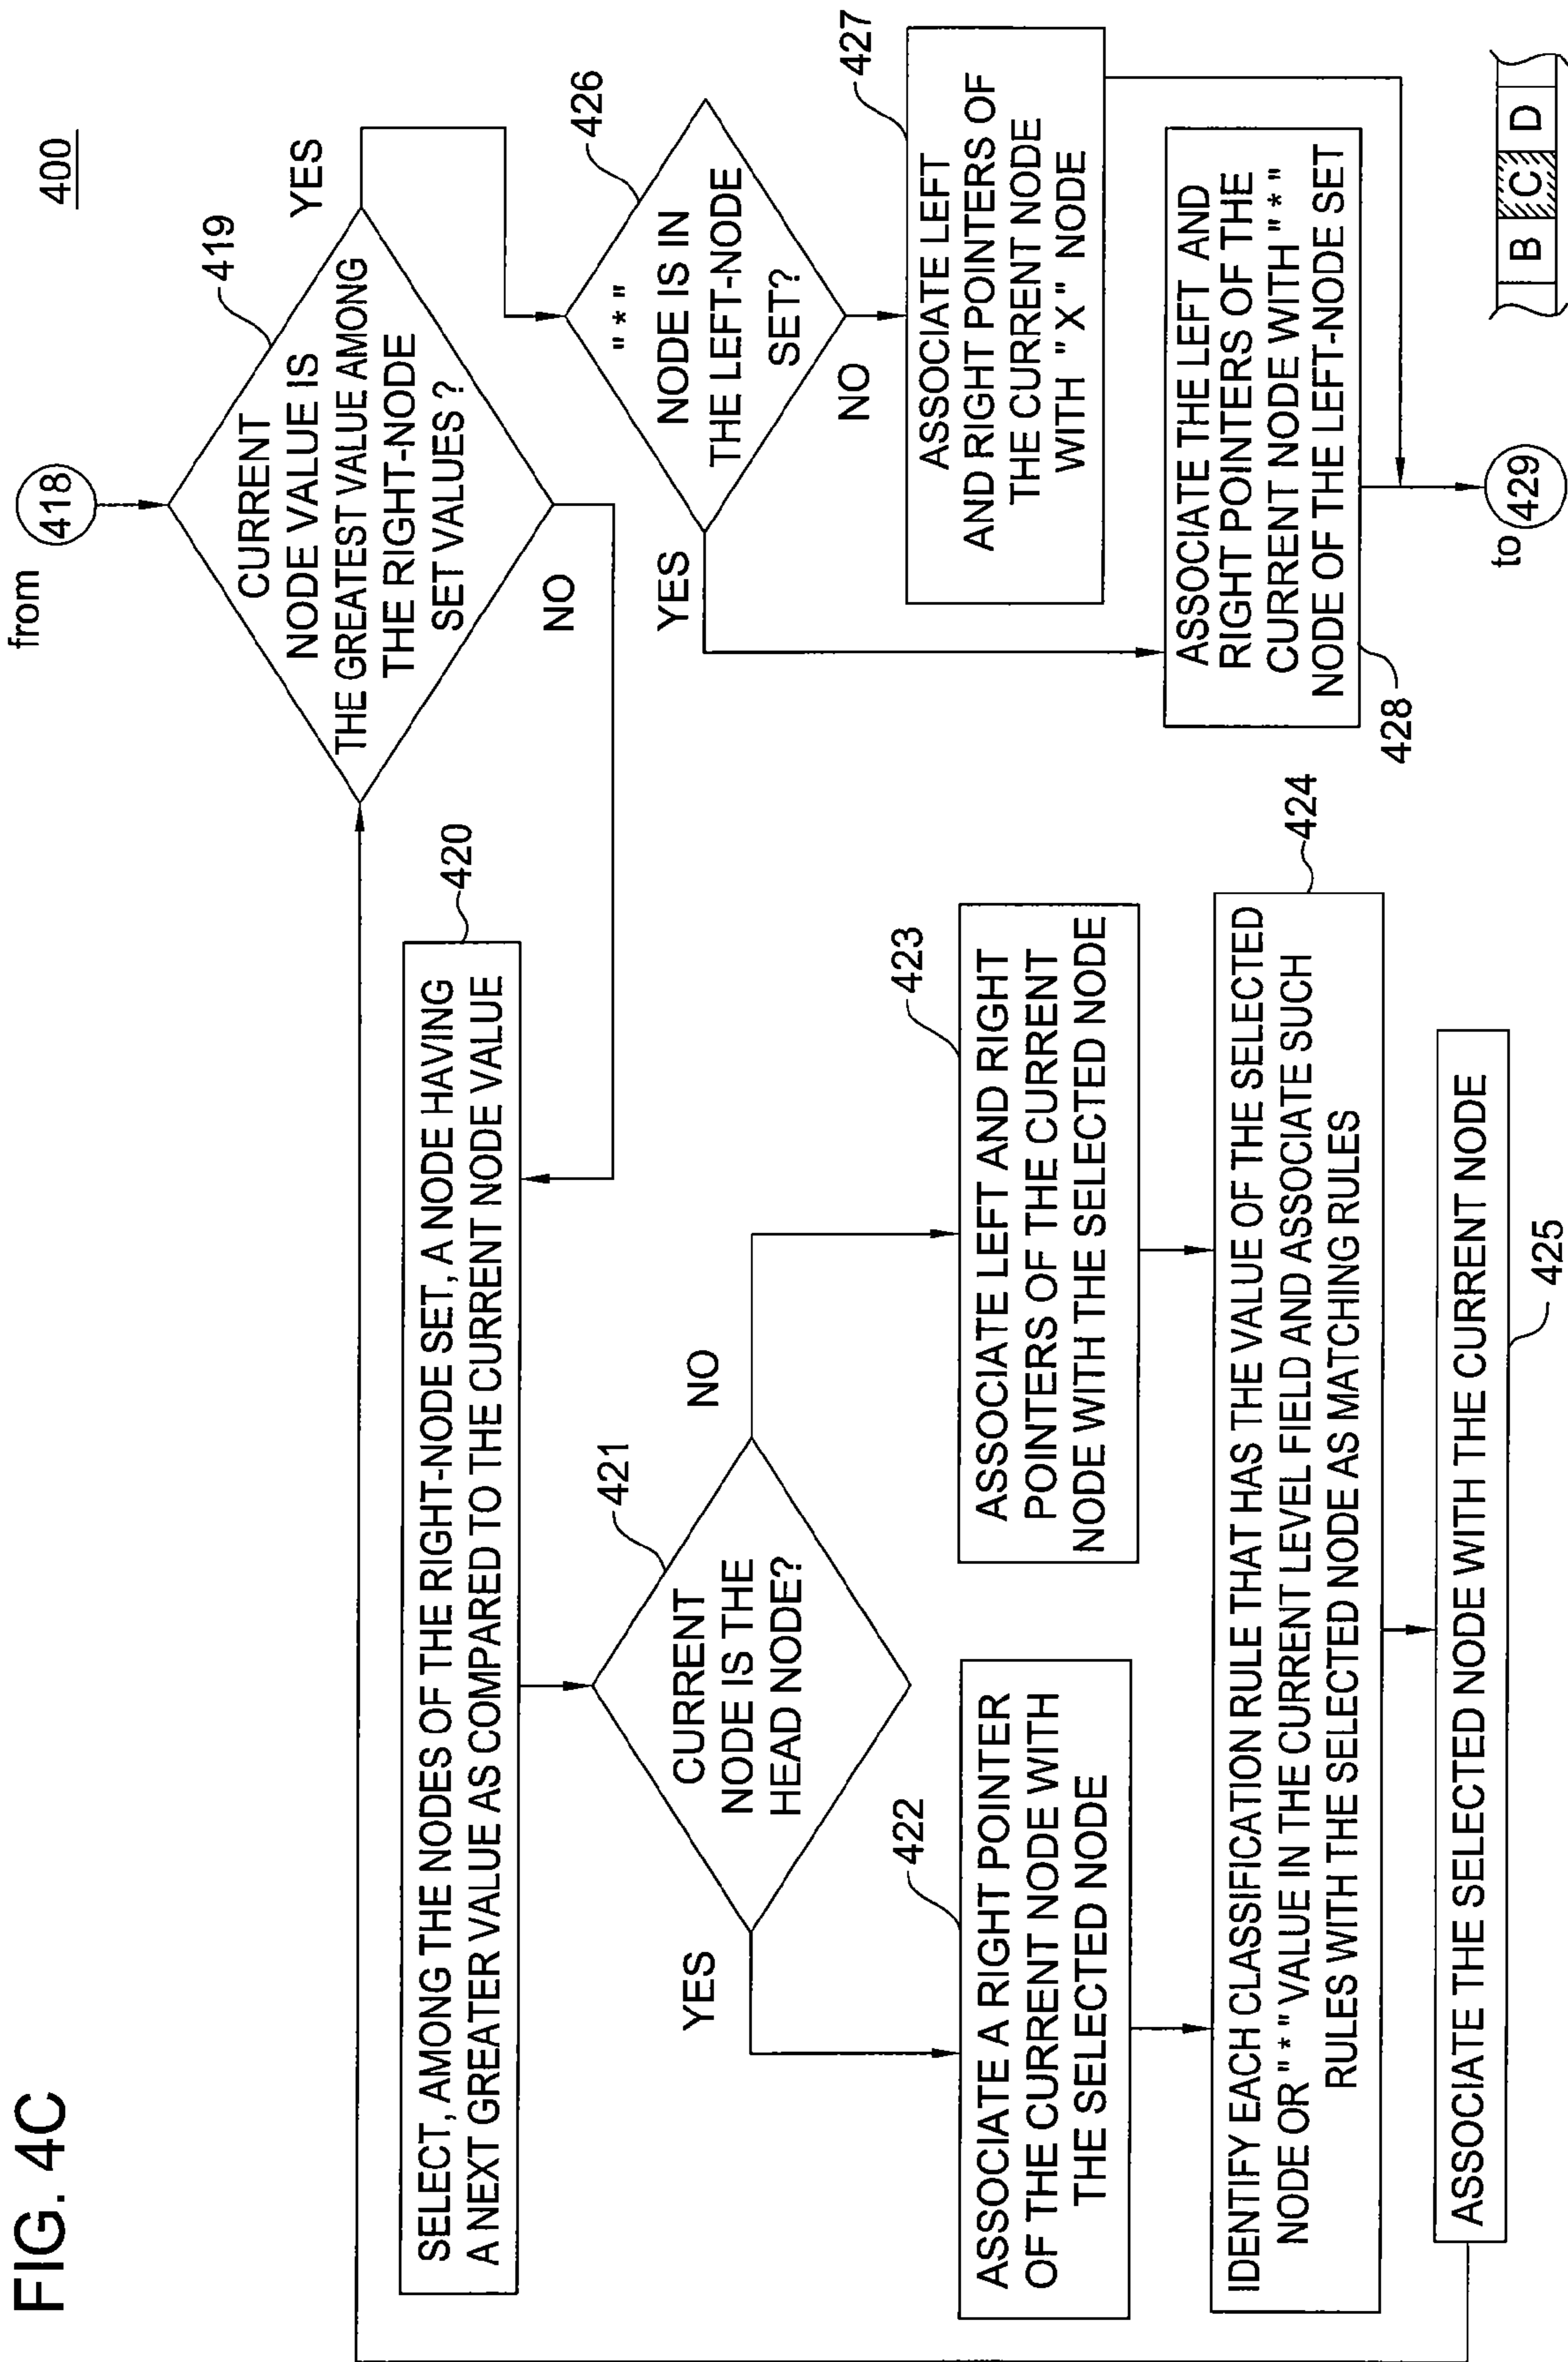 FIG. 4C
400
from 418
CURRENT
NODE VALUE IS
THE GREATEST VALUE AMONG
THE RIGHT-NODE
SET VALUES ?
419
YES
NO
SELECT, AMONG THE NODES OF THE RIGHT-NODE SET, A NODE HAVING
A NEXT GREATER VALUE AS COMPARED TO THE CURRENT NODE VALUE
420
CURRENT
NODE IS THE
HEAD NODE?
421
YES
NO
ASSOCIATE A RIGHT POINTER
OF THE CURRENT NODE WITH
THE SELECTED NODE
422
ASSOCIATE LEFT AND RIGHT
POINTERS OF THE CURRENT
NODE WITH THE SELECTED NODE
423
IDENTIFY EACH CLASSIFICATION RULE THAT HAS THE VALUE OF THE SELECTED
NODE OR "*" VALUE IN THE CURRENT LEVEL FIELD AND ASSOCIATE SUCH
RULES WITH THE SELECTED NODE AS MATCHING RULES
424
ASSOCIATE THE SELECTED NODE WITH THE CURRENT NODE
425
"*"
NODE IS IN
THE LEFT-NODE
SET?
426
YES
NO
ASSOCIATE LEFT
AND RIGHT POINTERS OF
THE CURRENT NODE
WITH "X" NODE
427
ASSOCIATE THE LEFT AND
RIGHT POINTERS OF THE
CURRENT NODE WITH "*"
NODE OF THE LEFT-NODE SET
428
to 429
B C D